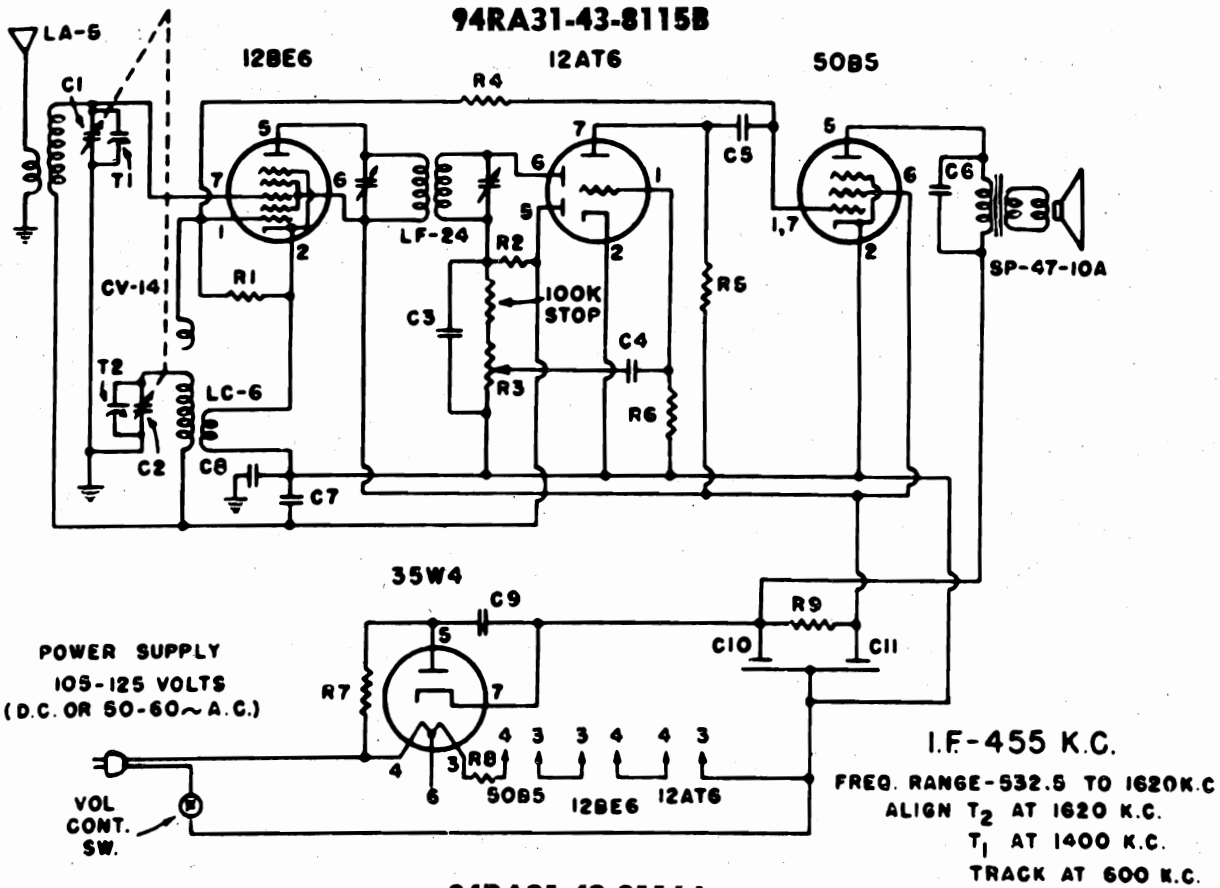 94RA31-43-8115B
LA-5
12BE6
12AT6
50B5
C1
R4
5
7
5
C5
C6
T1
7
6
6
1
6
5
1
1,7
2
LF-24
R2
2
2
SP-47-10A
CV-14
R1
100K
STOP
R5
C3
C4
T2
LC-6
R3
R6
C2
C8
C7
35W4
C9
R9
5
C10
C11
POWER SUPPLY
105-125 VOLTS
(D.C. OR 50-60~ A.C.)
R7
7
4
3
R8
4
3
3
4
4
3
6
50B5
12BE6
12AT6
VOL
CONT.
SW.
I.F.-455 K.C.
FREQ. RANGE-532.5 TO 1620K.C
ALIGN T2 AT 1620 K.C.
T1 AT 1400 K.C.
TRACK AT 600 K.C.